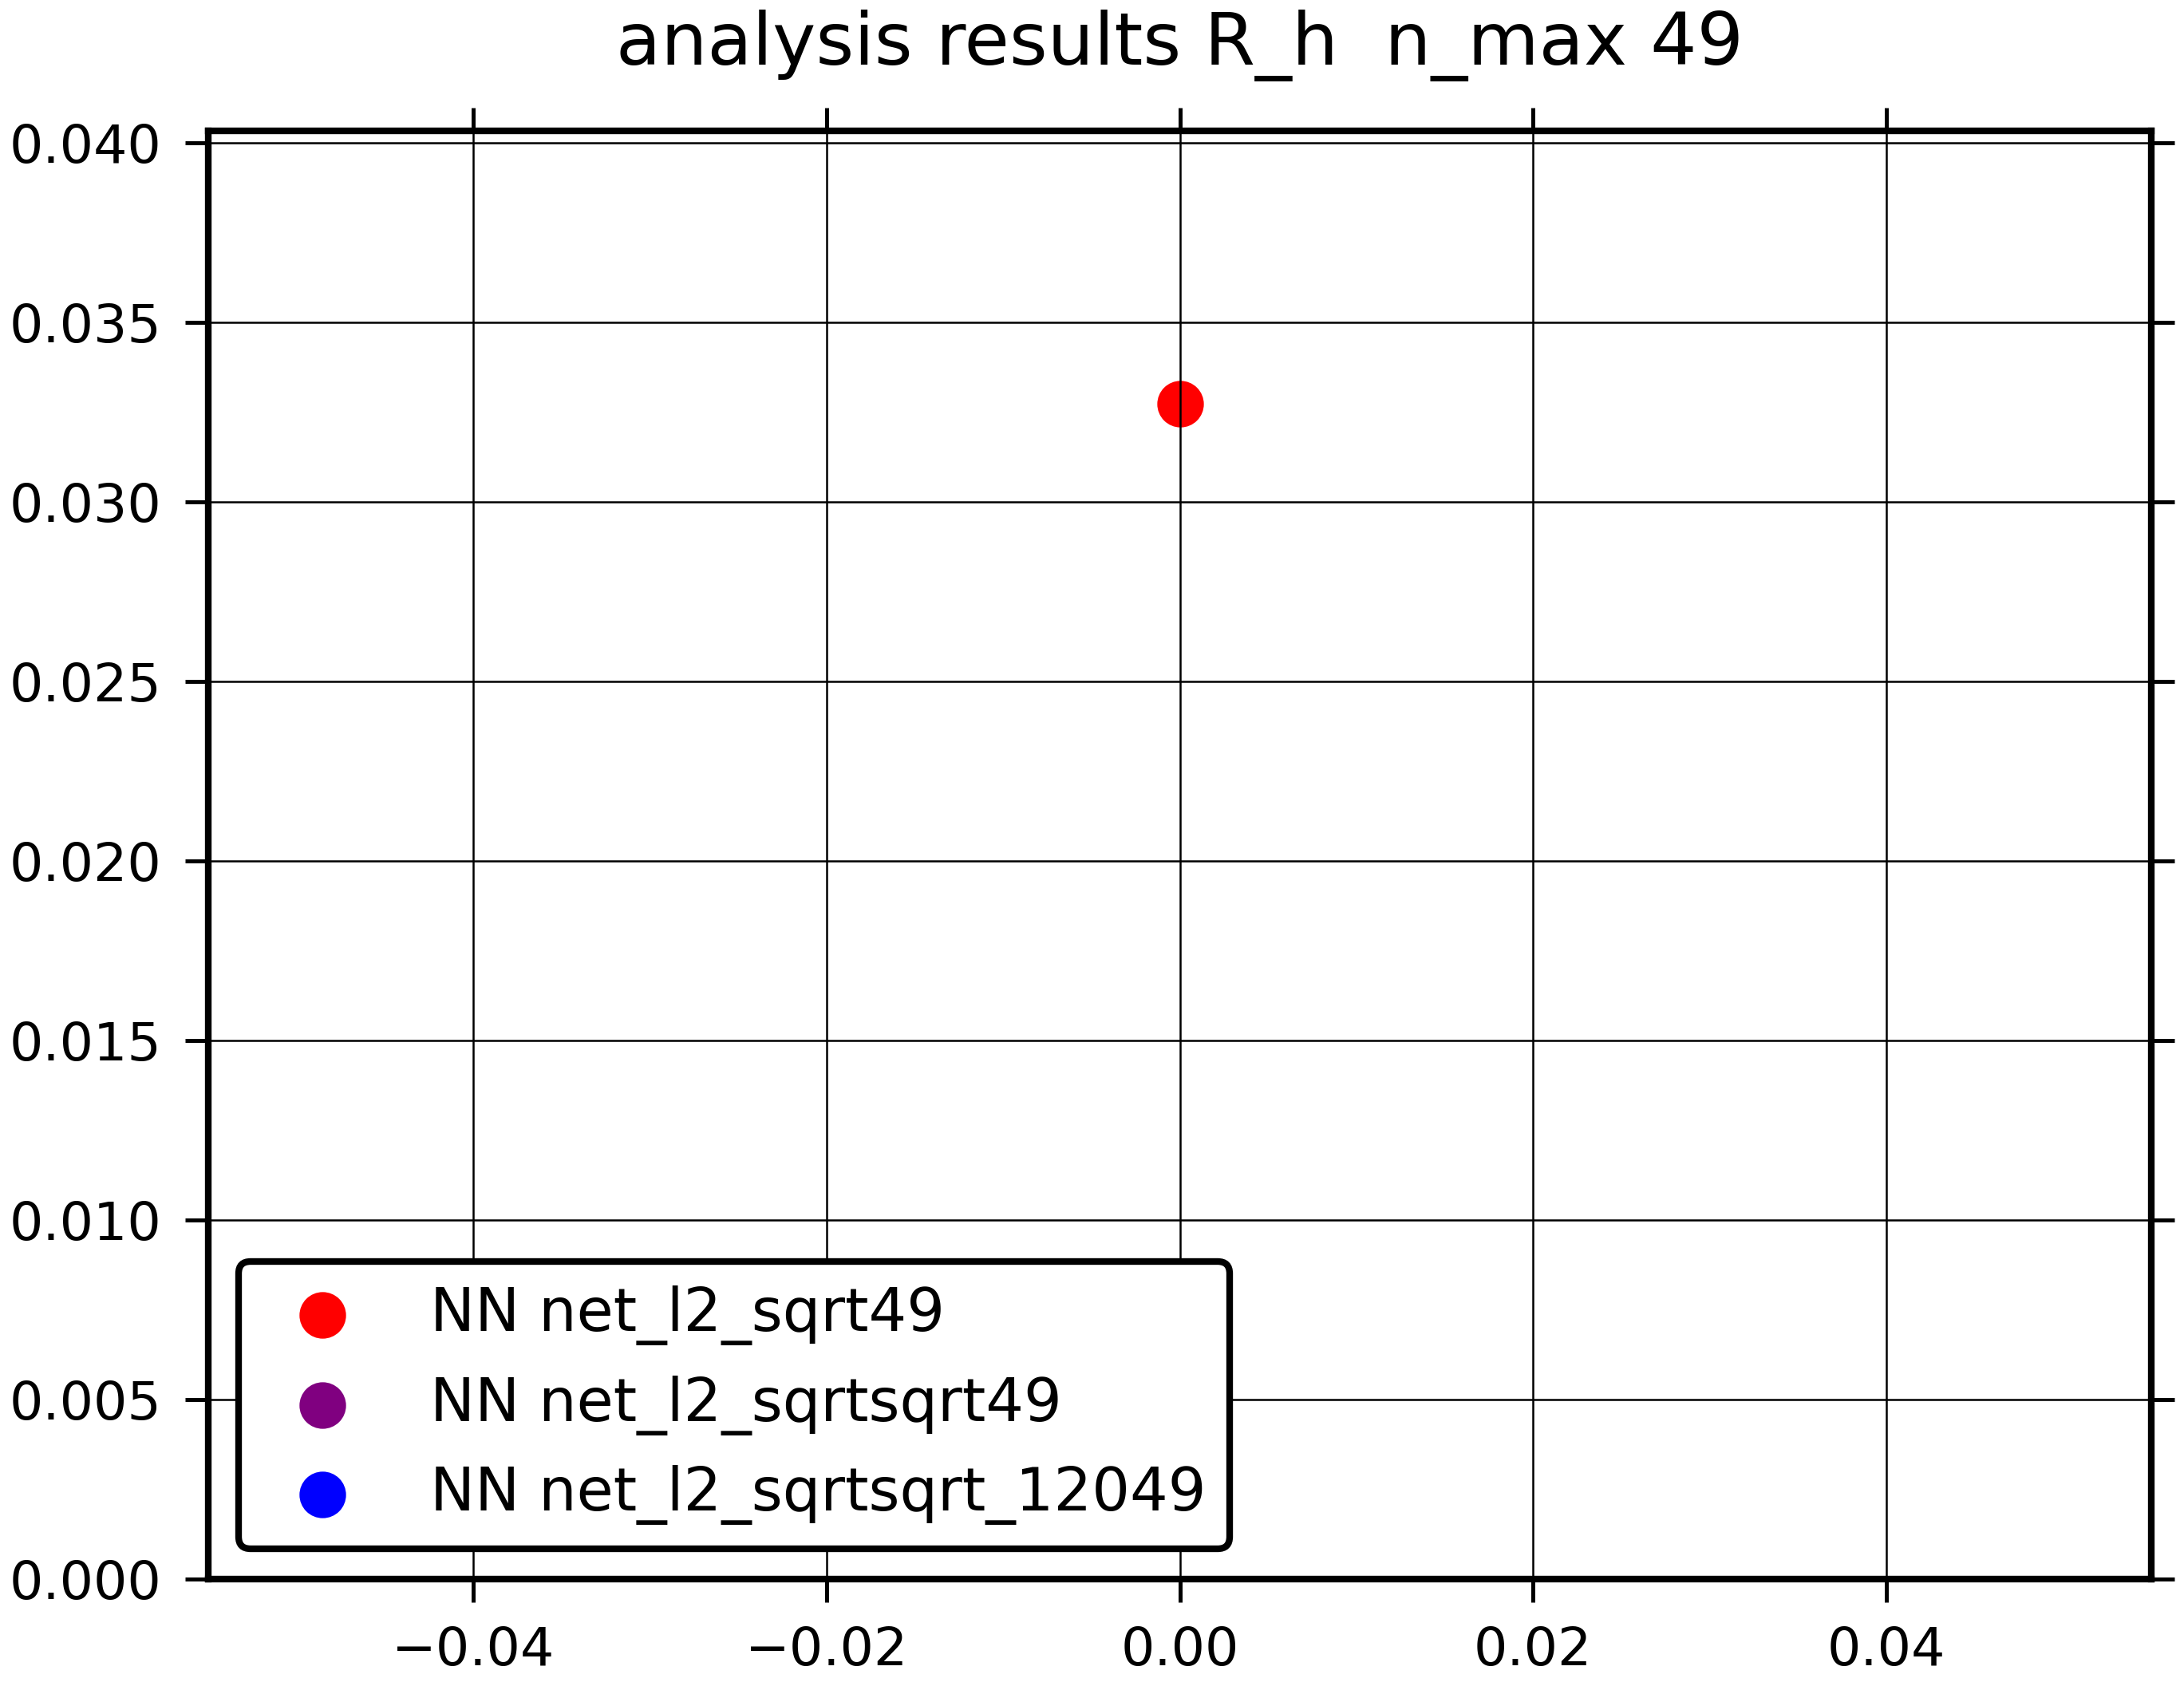 analysis results R_h  n_max 49
0.040
0.035
0.030
0.025
0.020
0.015
0.010
0.005
0.000
NN net_l2_sqrt49
NN net_l2_sqrtsqrt49
NN net_l2_sqrtsqrt_12049
−0.04 −0.02 0.00 0.02 0.04